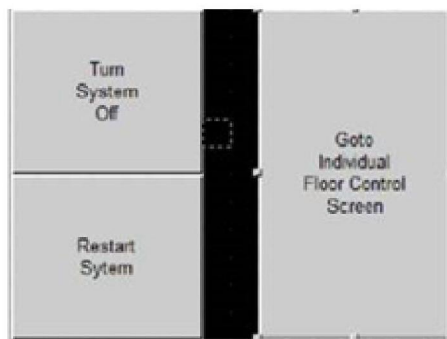 Turn
System
Off
Restart
Sytem
Goto
Individual
Floor Control
Screen